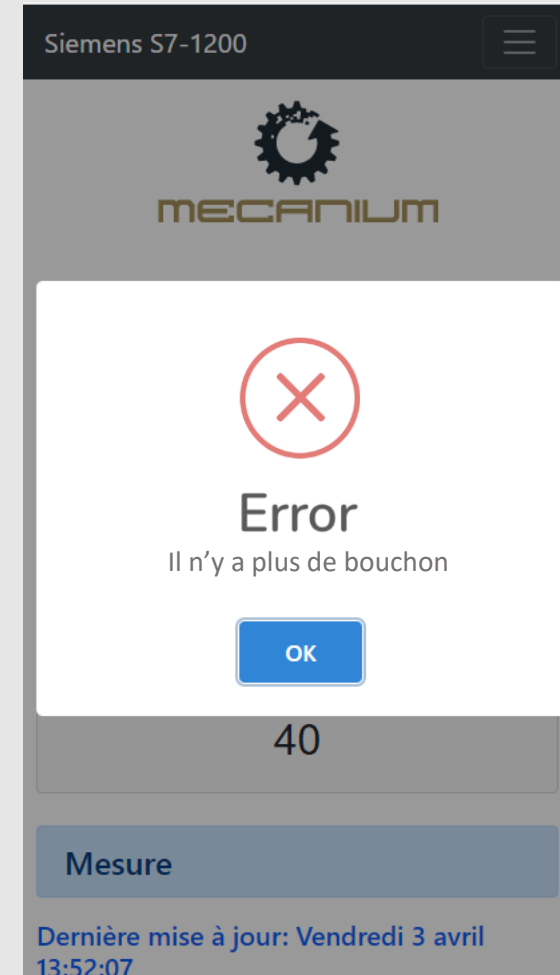 Siemens S7-1200
MECANIUM
Error
Il n’y a plus de bouchon
OK
40
Mesure
Dernière mise à jour: Vendredi 3 avril
13:52:07